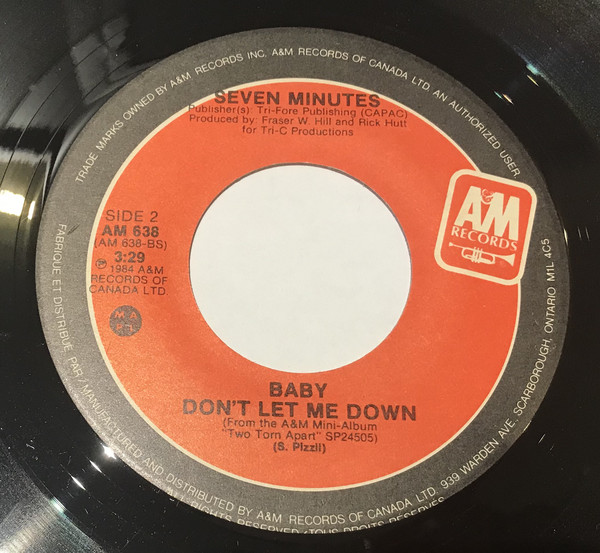 TRADE MARKS OWNED BY A&M RECORDS INC. A&M RECORDS OF CANADA LTD. AN AUTHORIZED USER
SEVEN MINUTES
Publisher(s): Tri-Fore Publishing (CAPAC)
Produced by: Fraser W. Hill and Rick Hutt
for Tri-C Productions
A&M
RECORDS
SIDE 2
AM 638
(AM 638-BS)
3:29
℗ 1984 A&M
RECORDS OF
CANADA LTD.
M A
P L
BABY
DON'T LET ME DOWN
(From the A&M Mini-Album
"Two Torn Apart" SP24505)
(S. Pizzii)
FABRIQUÉ ET DISTRIBUÉ PAR / MANUFACTURED AND DISTRIBUTED BY A&M RECORDS OF CANADA LTD. 939 WARDEN AVE, SCARBOROUGH, ONTARIO M1L 4C5
ALL RIGHTS RESERVED • TOUS DROITS RESERVES